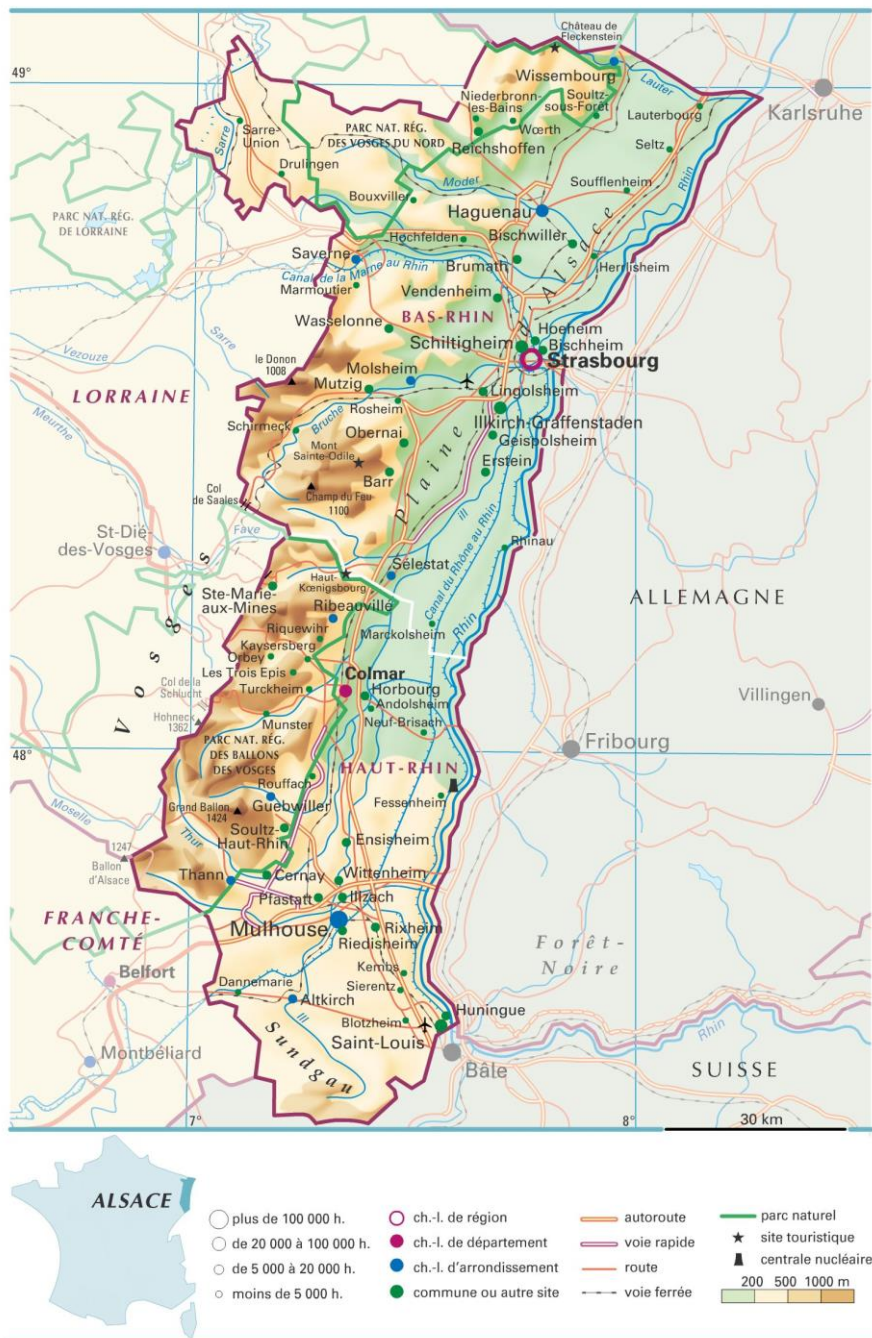 Château de
Fleckenstein
49°
Wissembourg
Lauter
Karlsruhe
Niederbronn-
les-Bains
Soultz-
sous-Forêt
Lauterbourg
Sarre
Sarre-
Union
PARC NAT. RÉG.
DES VOSGES DU NORD
Wœrth
Reichshoffen
Seltz
Drulingen
Moder
Soufflenheim
Rhin
Bouxviller
PARC NAT. RÉG.
DE LORRAINE
Haguenau
Hochfelden
Bischwiller
Saverne
Brumath
Herrlisheim
Canal de la Marne au Rhin
Marmoutier
Vendenheim
Plaine d'Alsace
BAS-RHIN
Wasselonne
Sarre
Hoenheim
Schiltigheim
Bischheim
Vezouze
le Donon
1008
Strasbourg
Molsheim
Mutzig
LORRAINE
Lingolsheim
Rosheim
Meurthe
Bruche
Illkirch-Graffenstaden
Schirmeck
Obernai
Geispolsheim
Mont
Sainte-Odile
Erstein
Barr
Col
de Saales
Champ du Feu
1100
Ill
St-Dié-
des-Vosges
Fave
Canal du Rhône au Rhin
Rhinau
Sélestat
Haut-
Kœnigsbourg
Ste-Marie-
aux-Mines
ALLEMAGNE
Vosges
Ribeauvillé
Riquewihr
Marckolsheim
Rhin
Kaysersberg
Orbey
Les Trois Epis
Colmar
Col de la
Schlucht
Turckheim
Horbourg
Villingen
Andolsheim
Hohneck
1362
Munster
Neuf-Brisach
PARC NAT. RÉG.
DES BALLONS
DES VOSGES
Fribourg
48°
HAUT-RHIN
Rouffach
Moselle
Grand Ballon
1424
Guebwiller
Fessenheim
Soultz-
Haut-Rhin
Thur
Ensisheim
1247
Ballon
d'Alsace
Thann
Cernay
Wittenheim
Pfastatt
Illzach
FRANCHE-
COMTÉ
Mulhouse
Rixheim
Riedisheim
Forêt-
Noire
Belfort
Kembs
Dannemarie
Sierentz
Altkirch
Huningue
Ill
Blotzheim
Sundgau
Saint-Louis
Rhin
Montbéliard
Bâle
SUISSE
7°
8°
30 km
ALSACE
plus de 100 000 h.
de 20 000 à 100 000 h.
de 5 000 à 20 000 h.
moins de 5 000 h.
ch.-l. de région
ch.-l. de département
ch.-l. d'arrondissement
commune ou autre site
autoroute
voie rapide
route
voie ferrée
parc naturel
site touristique
centrale nucléaire
200 500 1000 m